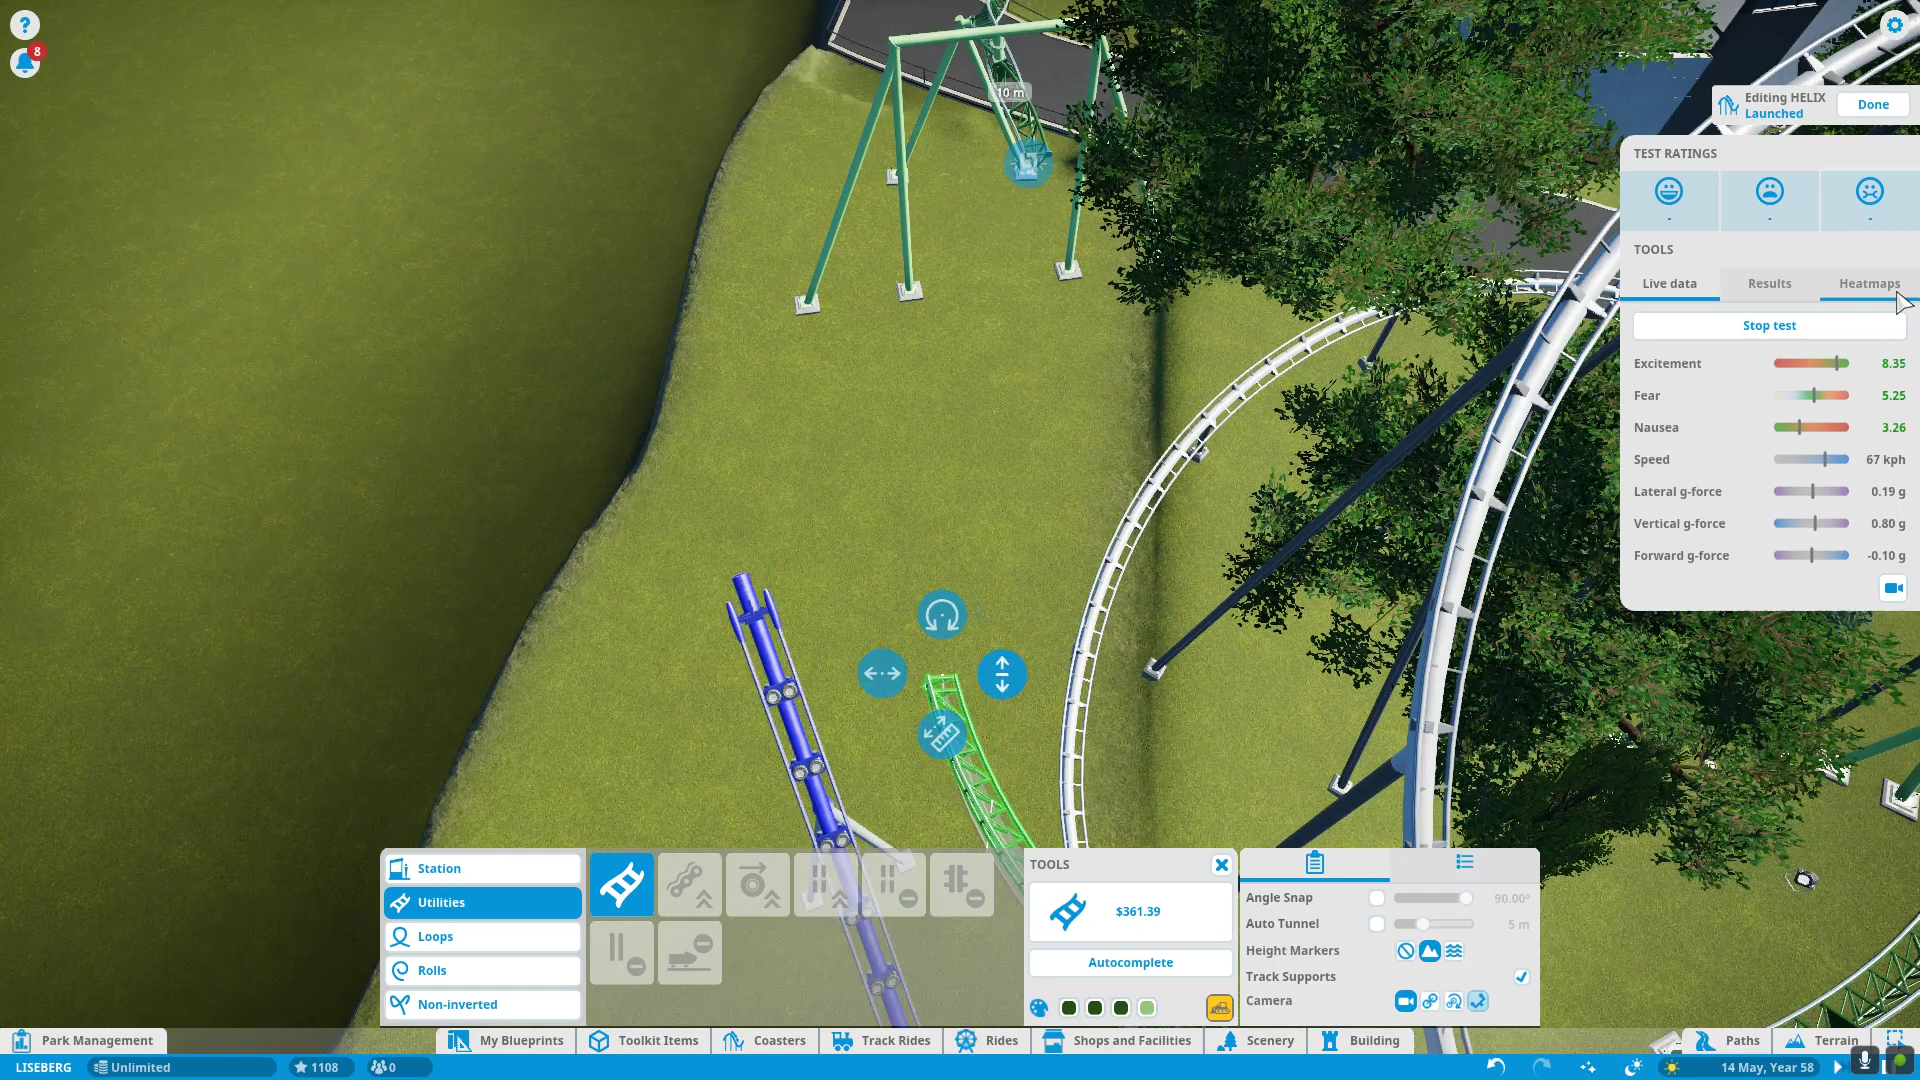 ?
8
10 m
Editing HELIX
Launched
Done
TEST RATINGS
- - -
TOOLS
Live data Results Heatmaps
Stop test
Excitement 8.35
Fear 5.25
Nausea 3.26
Speed 67 kph
Lateral g-force 0.19 g
Vertical g-force 0.80 g
Forward g-force -0.10 g
Station
Utilities
Loops
Rolls
Non-inverted
TOOLS
$361.39
Autocomplete
Angle Snap 90.00°
Auto Tunnel 5 m
Height Markers
Track Supports
Camera
Park Management My Blueprints Toolkit Items Coasters Track Rides Rides Shops and Facilities Scenery Building Paths Terrain
LISEBERG Unlimited 1108 0 14 May, Year 58